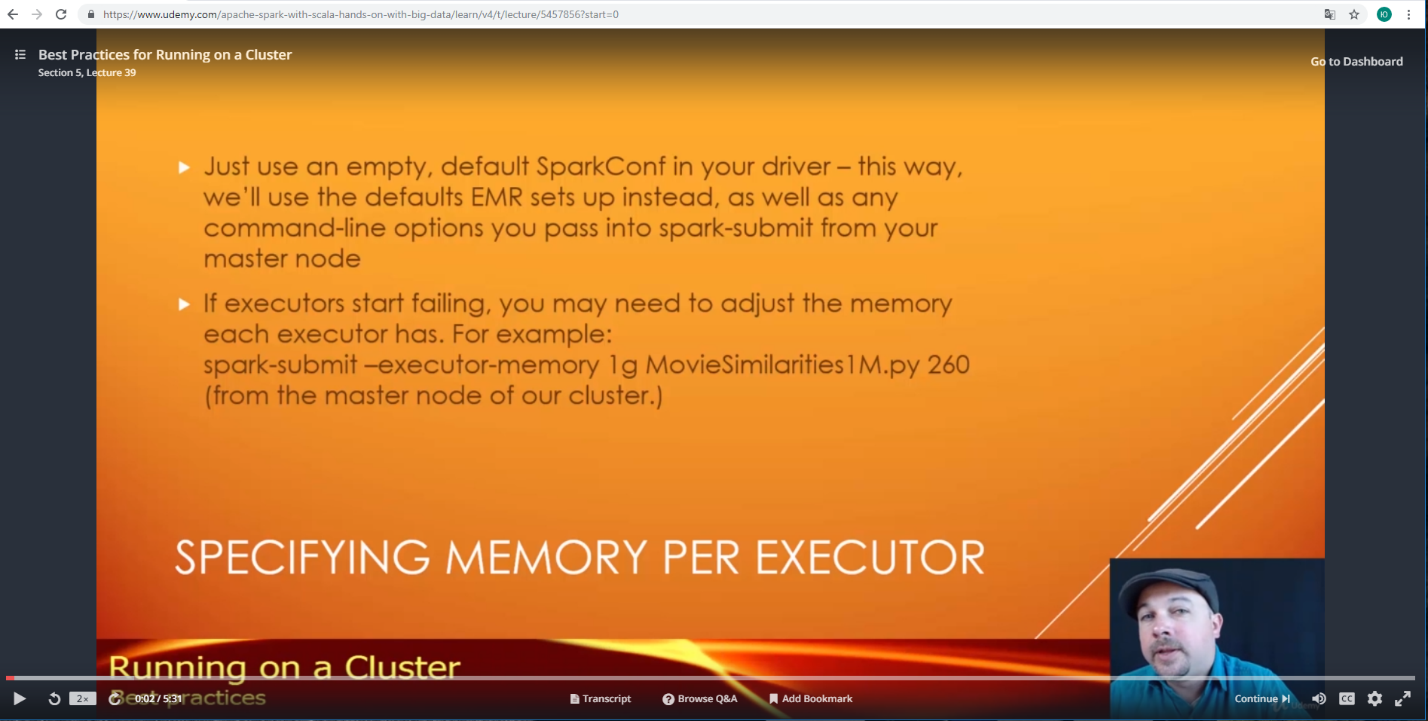 https://www.udemy.com/apache-spark-with-scala-hands-on-with-big-data/learn/v4/t/lecture/5457856?start=0
Ю
Best Practices for Running on a Cluster
Section 5, Lecture 39
Go to Dashboard
Just use an empty, default SparkConf in your driver – this way,
we'll use the defaults EMR sets up instead, as well as any
command-line options you pass into spark-submit from your
master node
If executors start failing, you may need to adjust the memory
each executor has. For example:
spark-submit –executor-memory 1g MovieSimilarities1M.py 260
(from the master node of our cluster.)
SPECIFYING MEMORY PER EXECUTOR
Running on a Cluster
Best practices
2×
0:02 / 5:31
Transcript
Browse Q&A
Add Bookmark
Continue
CC